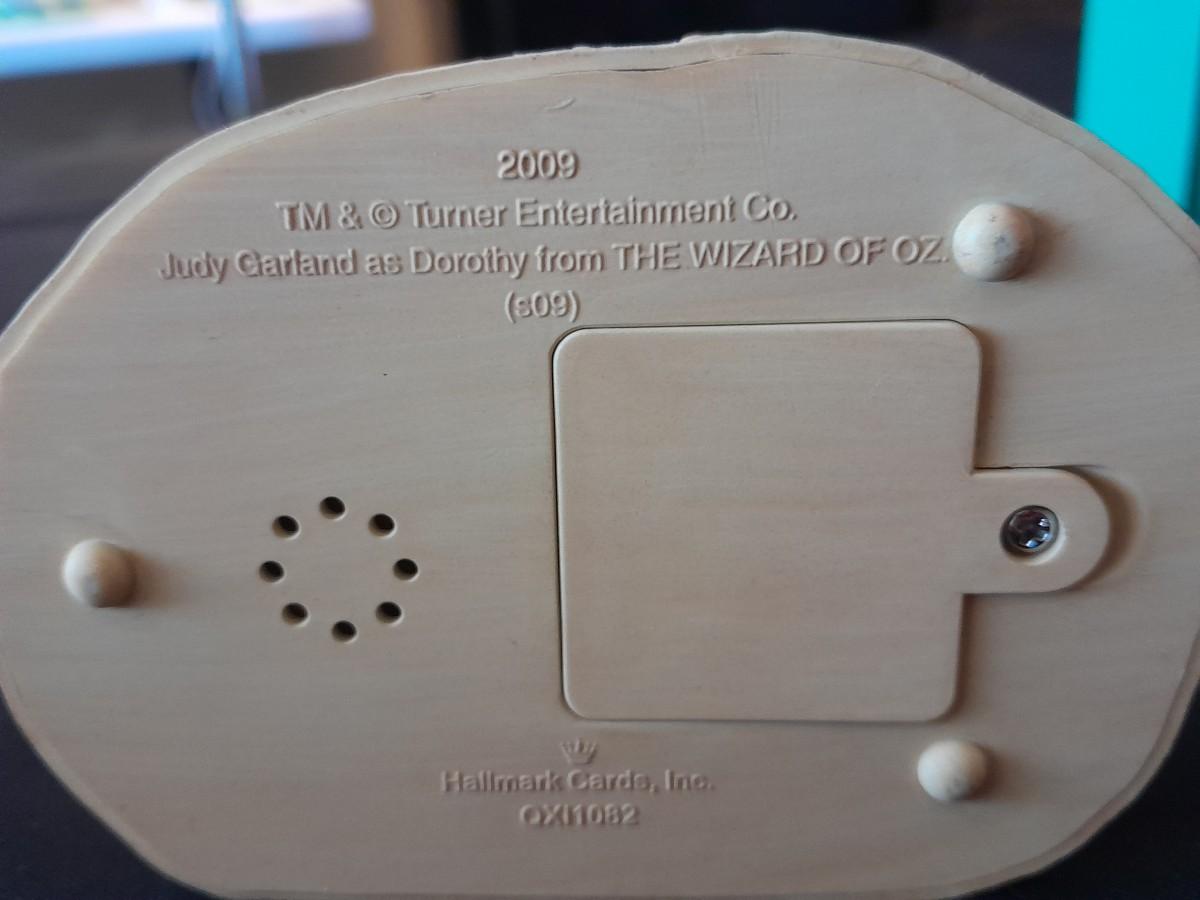 2009
TM & © Turner Entertainment Co.
Judy Garland as Dorothy from THE WIZARD OF OZ.
(s09)
Hallmark Cards, Inc.
QXI1082